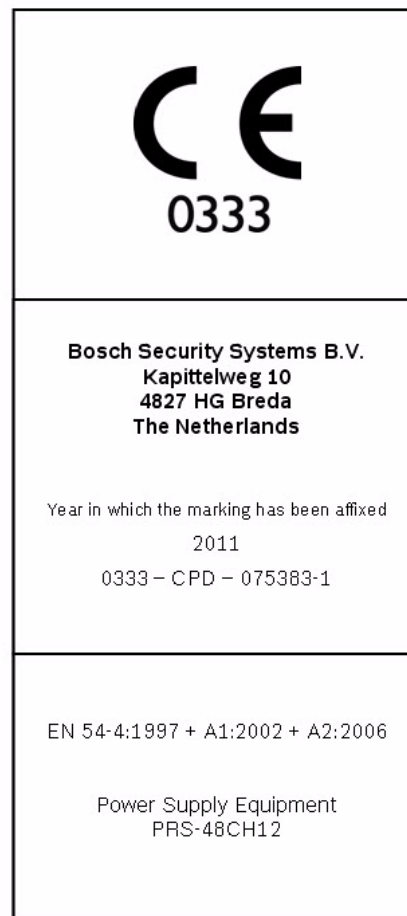 CE
0333
Bosch Security Systems B.V.
Kapittelweg 10
4827 HG Breda
The Netherlands
Year in which the marking has been affixed
2011
0333 – CPD – 075383-1
EN 54-4:1997 + A1:2002 + A2:2006
Power Supply Equipment
PRS-48CH12